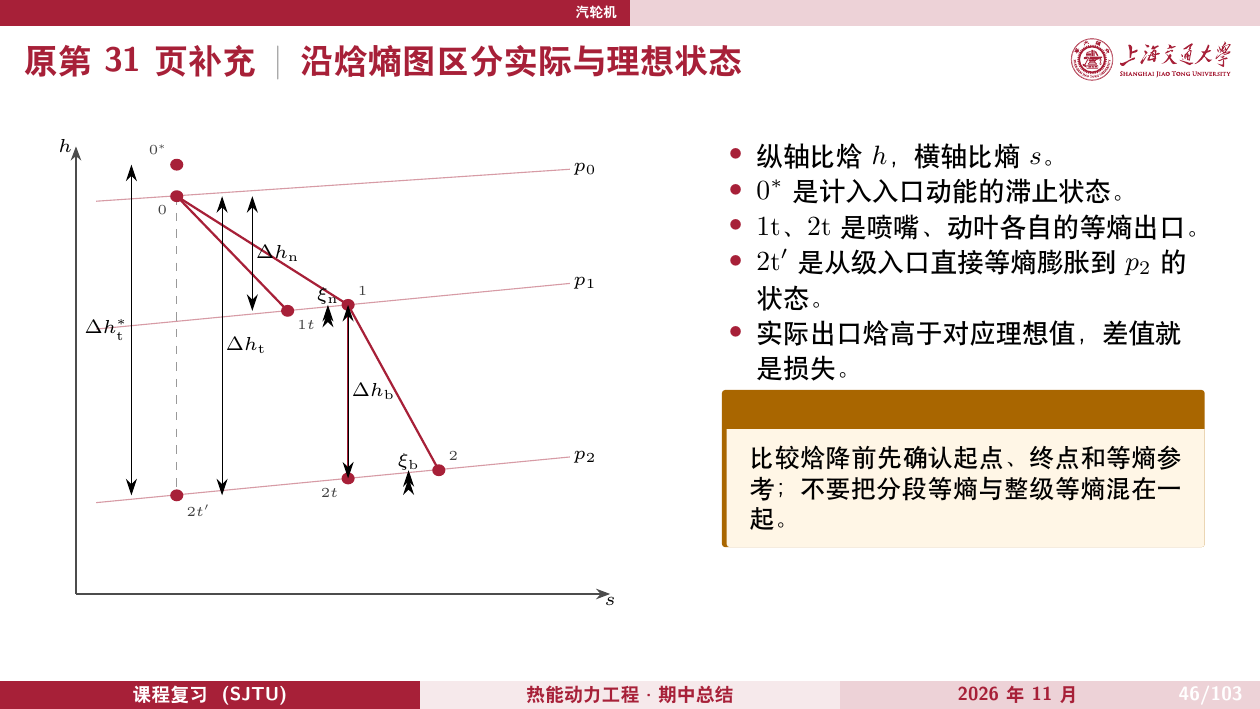 汽轮机
原第 31 页补充 | 沿焓熵图区分实际与理想状态
上海交通大学
SHANGHAI JIAO TONG UNIVERSITY
h
0*
p₀
0
Δhₙ
p₁
ξₙ
1
1t
Δhₜ*
Δhₜ
Δh_b
ξ_b
2
p₂
2t
2t′
s
纵轴比焓 h，横轴比熵 s。
0* 是计入入口动能的滞止状态。
1t、2t 是喷嘴、动叶各自的等熵出口。
2t′ 是从级入口直接等熵膨胀到 p₂ 的
状态。
实际出口焓高于对应理想值，差值就
是损失。
比较焓降前先确认起点、终点和等熵参
考；不要把分段等熵与整级等熵混在一
起。
课程复习（SJTU）
热能动力工程 · 期中总结
2026 年 11 月
46/103